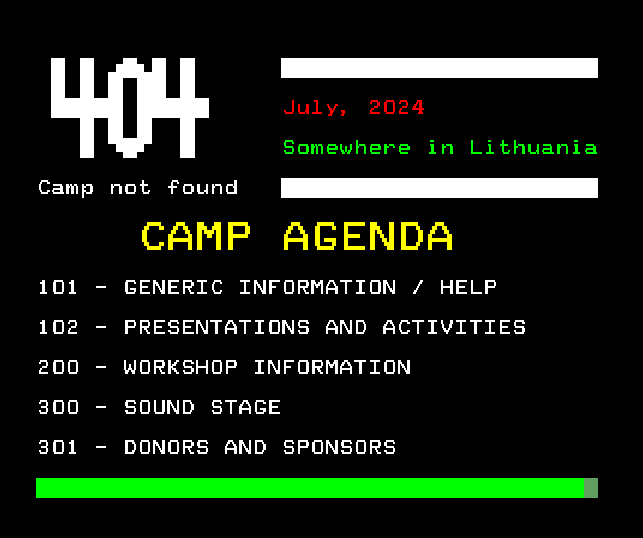 404
July, 2024
Somewhere in Lithuania
Camp not found
CAMP AGENDA
101 - GENERIC INFORMATION / HELP
102 - PRESENTATIONS AND ACTIVITIES
200 - WORKSHOP INFORMATION
300 - SOUND STAGE
301 - DONORS AND SPONSORS